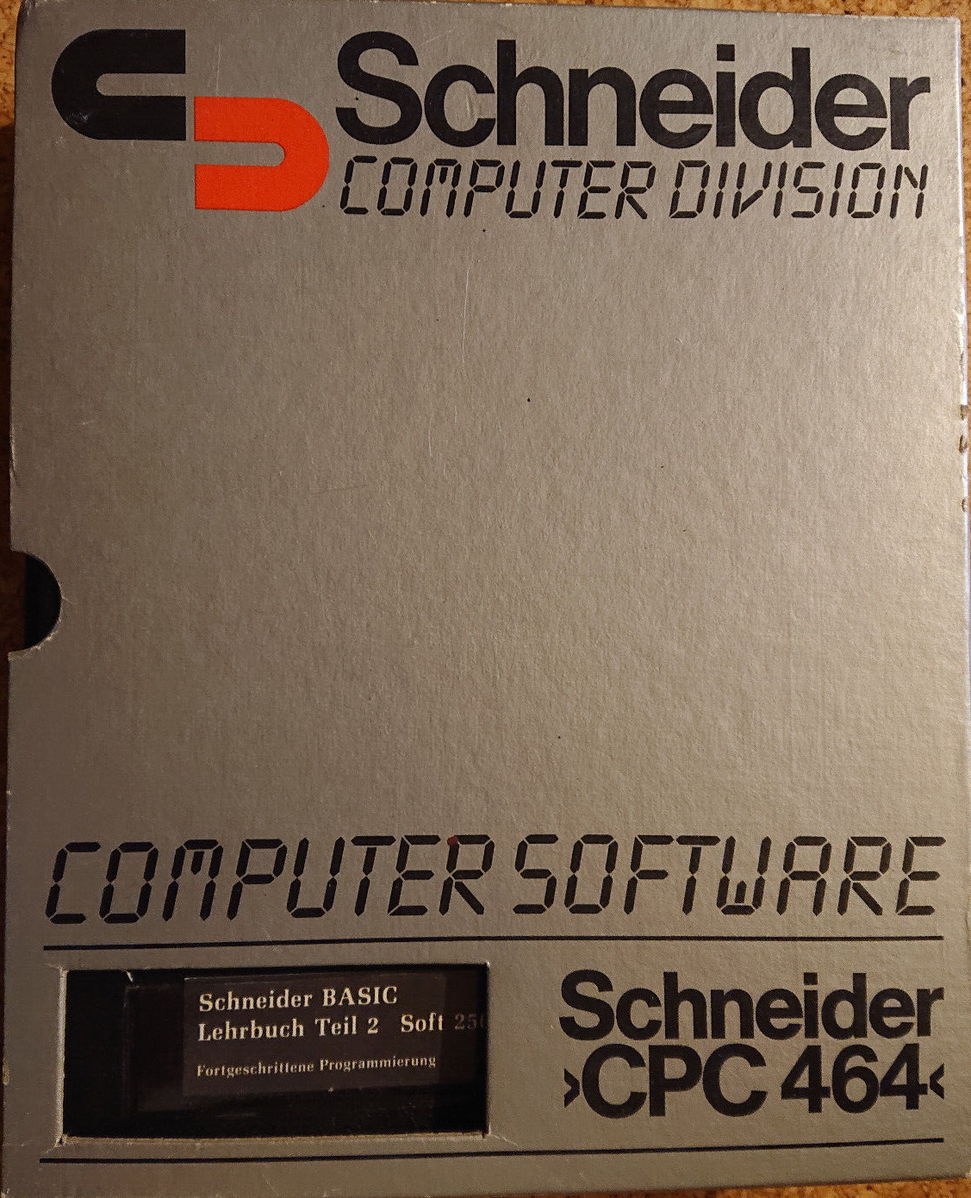 Schneider
COMPUTER DIVISION
COMPUTER SOFTWARE
Schneider BASIC
Lehrbuch Teil 2 Soft
Fortgeschrittene Programmierung
Schneider
›CPC 464‹